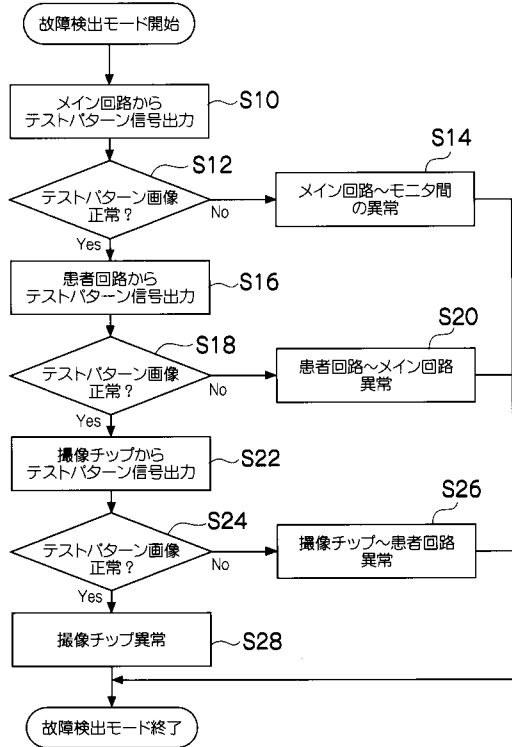 故障検出モード開始
メイン回路から
テストパターン信号出力
S10
テストパターン画像
正常？
S12
No
Yes
メイン回路～モニタ間
の異常
S14
患者回路から
テストパターン信号出力
S16
テストパターン画像
正常？
S18
No
Yes
患者回路～メイン回路
異常
S20
撮像チップから
テストパターン信号出力
S22
テストパターン画像
正常？
S24
No
Yes
撮像チップ～患者回路
異常
S26
撮像チップ異常
S28
故障検出モード終了